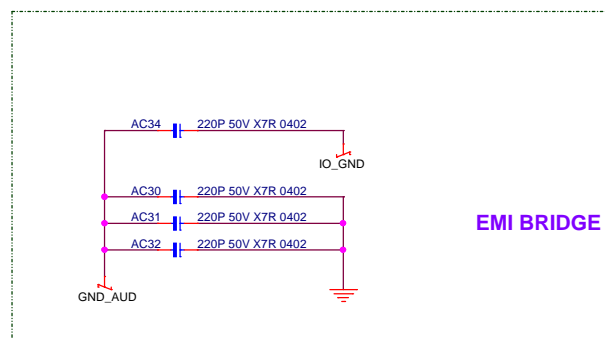 AC34 220P 50V X7R 0402
IO_GND
AC30 220P 50V X7R 0402
AC31 220P 50V X7R 0402
EMI BRIDGE
AC32 220P 50V X7R 0402
GND_AUD